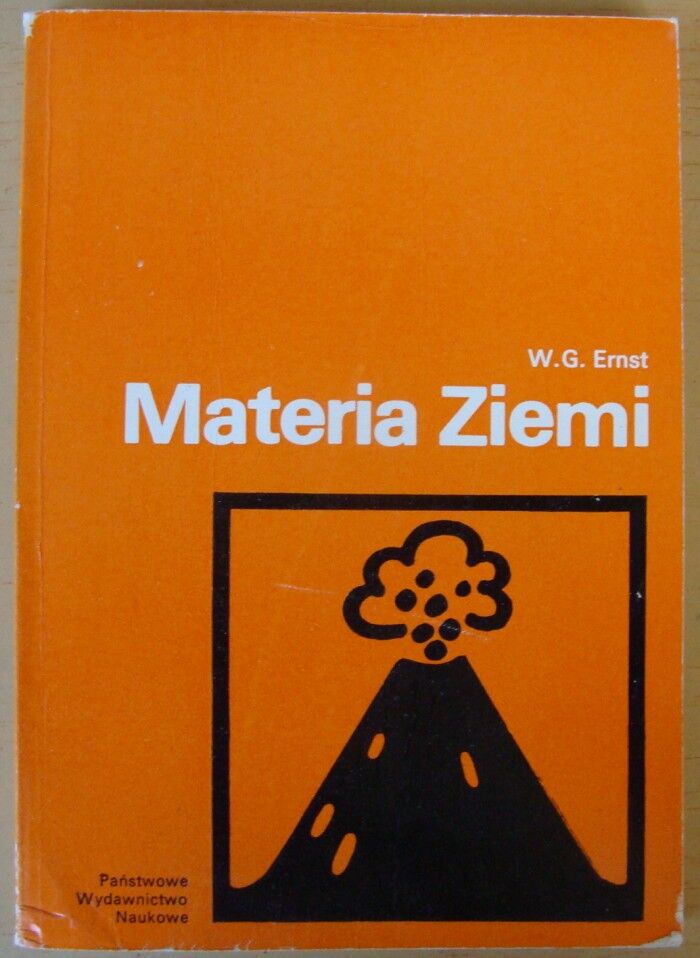 W.G. Ernst
Materia Ziemi
Państwowe
Wydawnictwo
Naukowe